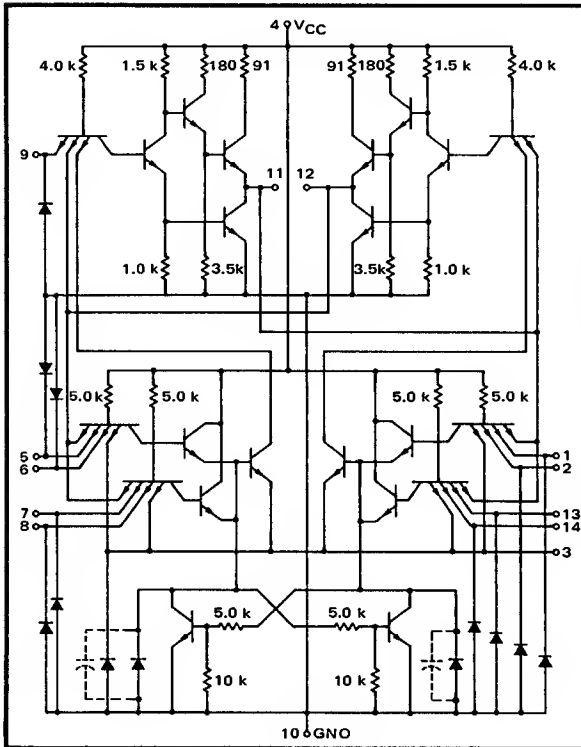 4 VCC
4.0 k 1.5 k 180 91 91 180 1.5 k 4.0 k
9
11 12
1.0 k 3.5k 3.5k 1.0 k
5.0 k 5.0 k 5.0 k 5.0 k
5 1
6 2
7 13
8 14
3
5.0 k 5.0 k
10 k 10 k
10 GNO